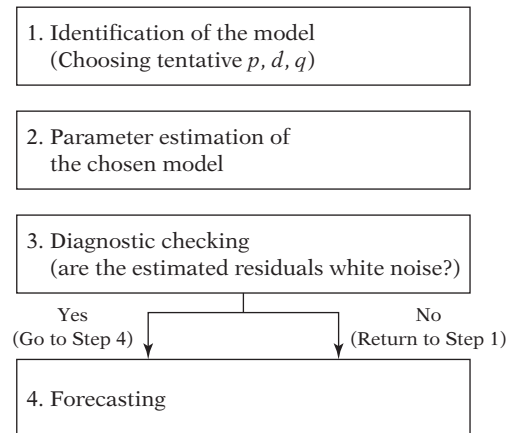 1. Identification of the model
(Choosing tentative p, d, q)
2. Parameter estimation of
the chosen model
3. Diagnostic checking
(are the estimated residuals white noise?)
Yes
(Go to Step 4)
No
(Return to Step 1)
4. Forecasting